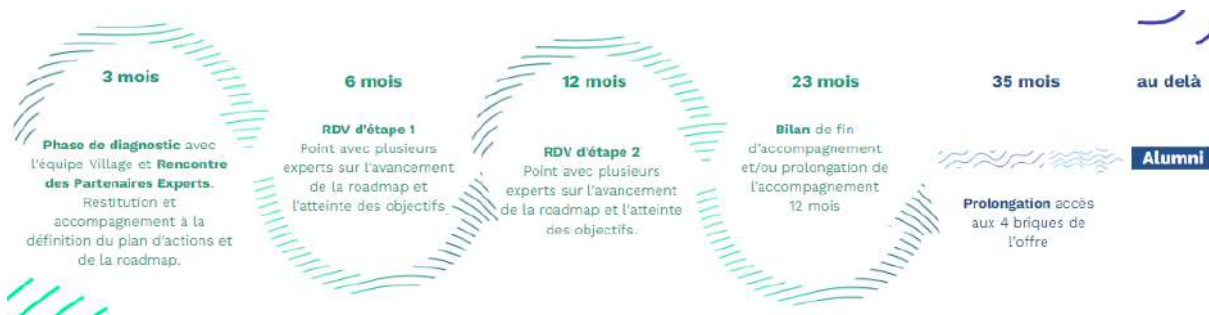 3 mois
Phase de diagnostic avec
l'équipe Village et Rencontre
des Partenaires Experts.
Restitution et
accompagnement à la
définition du plan d'actions et
de la roadmap.
6 mois
RDV d'étape 1
Point avec plusieurs
experts sur l'avancement
de la roadmap et
l'atteinte des objectifs.
12 mois
RDV d'étape 2
Point avec plusieurs
experts sur l'avancement
de la roadmap et l'atteinte
des objectifs.
23 mois
Bilan de fin
d'accompagnement
et/ou prolongation de
l'accompagnement
12 mois
35 mois
Prolongation accès
aux 4 briques de
l'offre
au delà
Alumni